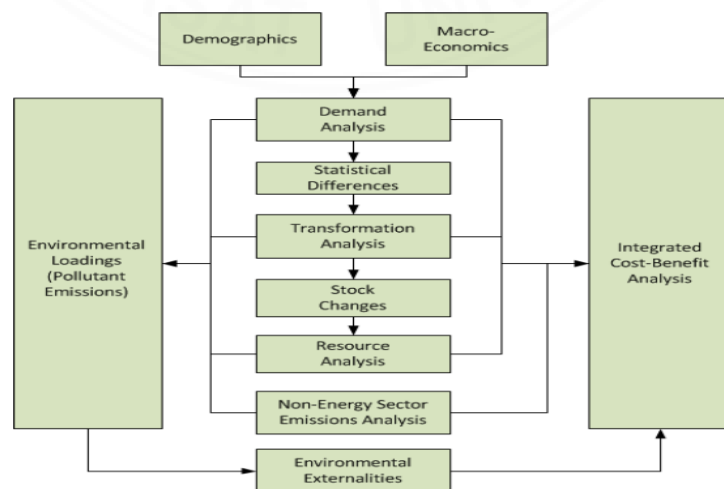 Demographics
Macro-
Economics
Demand
Analysis
Statistical
Differences
Transformation
Analysis
Environmental
Loadings
(Pollutant
Emissions)
Integrated
Cost-Benefit
Analysis
Stock
Changes
Resource
Analysis
Non-Energy Sector
Emissions Analysis
Environmental
Externalities